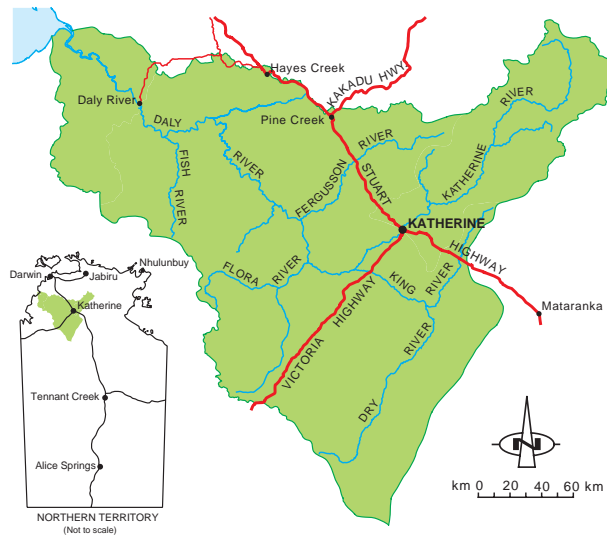 Hayes Creek
KAKADU HWY
Daly River
Pine Creek
DALY
RIVER
FISH
RIVER
RIVER
FERGUSSON
RIVER
STUART
KATHERINE
RIVER
KATHERINE
HIGHWAY
FLORA
RIVER
KING
RIVER
VICTORIA
HIGHWAY
DRY
RIVER
Mataranka
Nhulunbuy
Darwin
Jabiru
Katherine
Tennant Creek
Alice Springs
NORTHERN TERRITORY
(Not to scale)
N
km 0 20 40 60 km